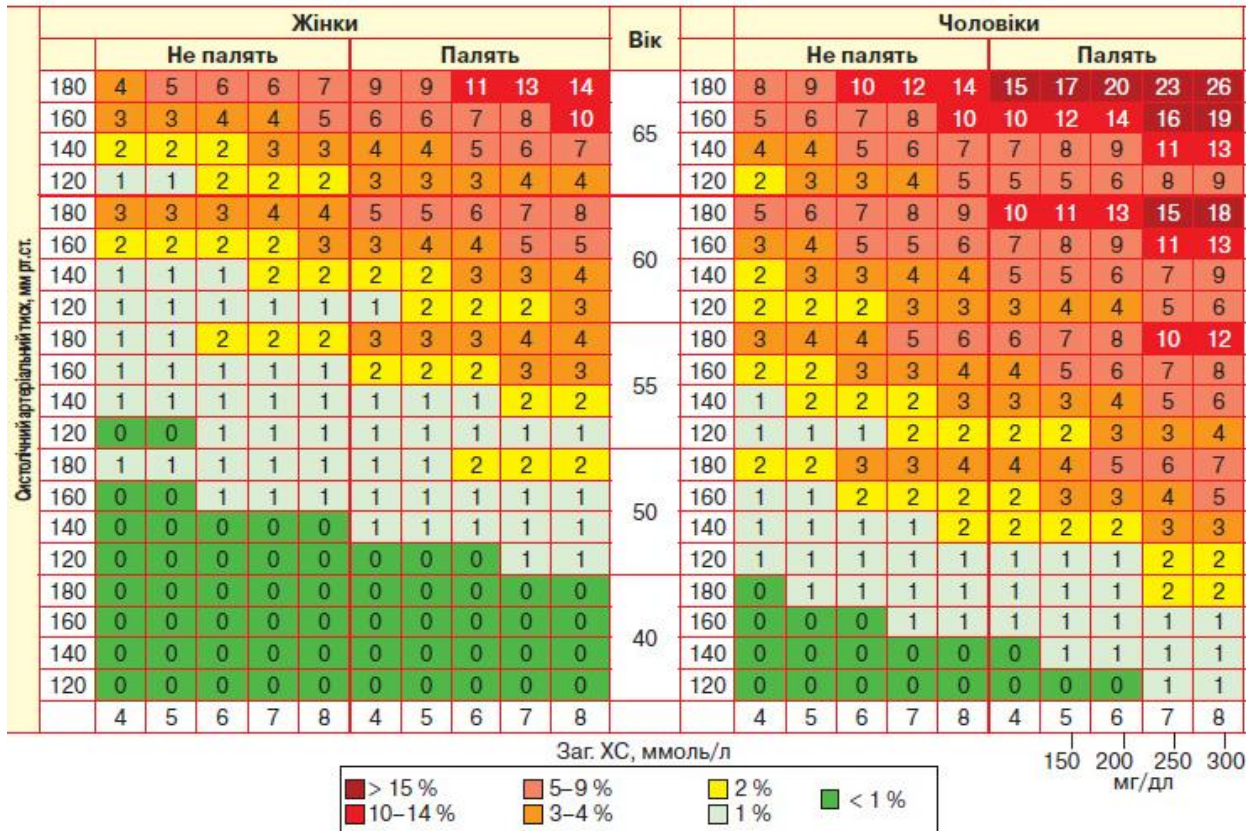 Жінки Вік Чоловіки
Не палять Палять Не палять Палять
Систолічний артеріальний тиск, мм рт.ст.
180 4 5 6 6 7 9 9 11 13 14 180 8 9 10 12 14 15 17 20 23 26
160 3 3 4 4 5 6 6 7 8 10 160 5 6 7 8 10 10 12 14 16 19
65
140 2 2 2 3 3 4 4 5 6 7 140 4 4 5 6 7 7 8 9 11 13
120 1 1 2 2 2 3 3 3 4 4 120 2 3 3 4 5 5 5 6 8 9
180 3 3 3 4 4 5 5 6 7 8 180 5 6 7 8 9 10 11 13 15 18
160 2 2 2 2 3 3 4 4 5 5 160 3 4 5 5 6 7 8 9 11 13
60
140 1 1 1 2 2 2 2 3 3 4 140 2 3 3 4 4 5 5 6 7 9
120 1 1 1 1 1 1 2 2 2 3 120 2 2 2 3 3 3 4 4 5 6
180 1 1 2 2 2 3 3 3 4 4 180 3 4 4 5 6 6 7 8 10 12
160 1 1 1 1 1 2 2 2 3 3 160 2 2 3 3 4 4 5 6 7 8
55
140 1 1 1 1 1 1 1 1 2 2 140 1 2 2 2 3 3 3 4 5 6
120 0 0 1 1 1 1 1 1 1 1 120 1 1 1 2 2 2 2 3 3 4
180 1 1 1 1 1 1 1 2 2 2 180 2 2 3 3 4 4 4 5 6 7
160 0 0 1 1 1 1 1 1 1 1 160 1 1 2 2 2 2 3 3 4 5
50
140 0 0 0 0 0 1 1 1 1 1 140 1 1 1 1 2 2 2 2 3 3
120 0 0 0 0 0 0 0 0 1 1 120 1 1 1 1 1 1 1 1 2 2
180 0 0 0 0 0 0 0 0 0 0 180 0 1 1 1 1 1 1 1 2 2
160 0 0 0 0 0 0 0 0 0 0 160 0 0 0 1 1 1 1 1 1 1
40
140 0 0 0 0 0 0 0 0 0 0 140 0 0 0 0 0 0 1 1 1 1
120 0 0 0 0 0 0 0 0 0 0 120 0 0 0 0 0 0 0 0 1 1
4 5 6 7 8 4 5 6 7 8 4 5 6 7 8 4 5 6 7 8
Заг. ХС, ммоль/л
150 200 250 300
мг/дл
> 15 % 5–9 % 2 % < 1 %
10–14 % 3–4 % 1 %